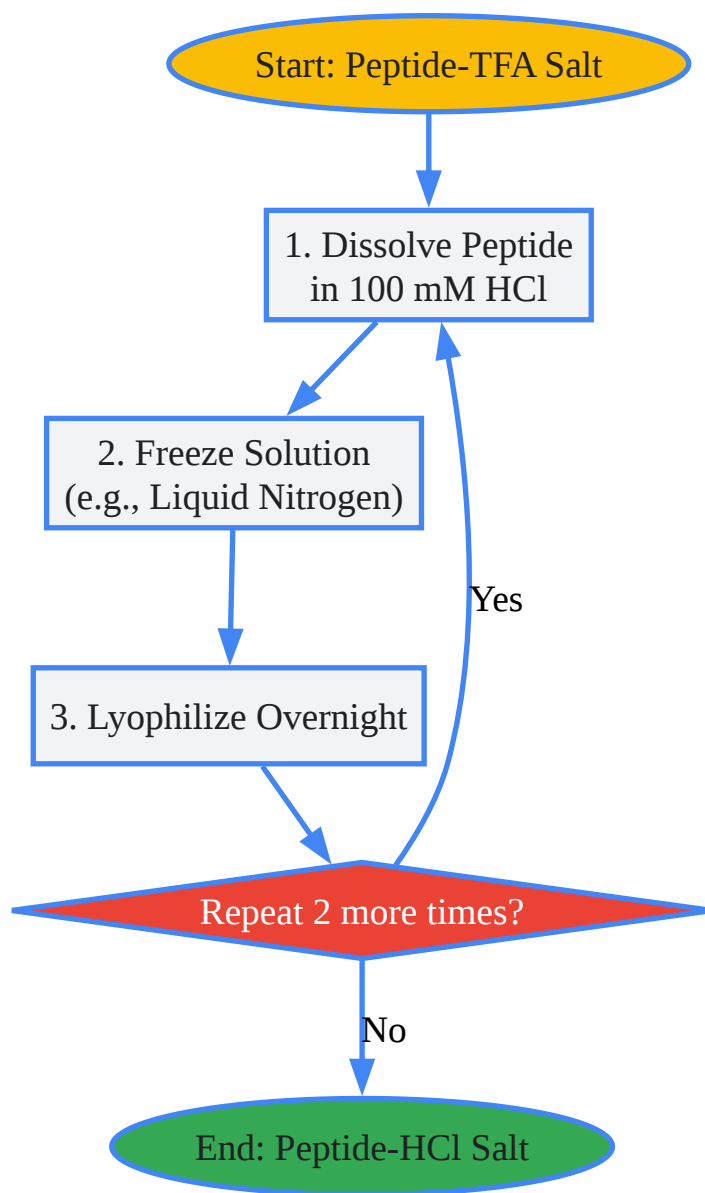 Start: Peptide-TFA Salt
1. Dissolve Peptide
in 100 mM HCl
2. Freeze Solution
(e.g., Liquid Nitrogen)
Yes
3. Lyophilize Overnight
Repeat 2 more times?
No
End: Peptide-HCl Salt